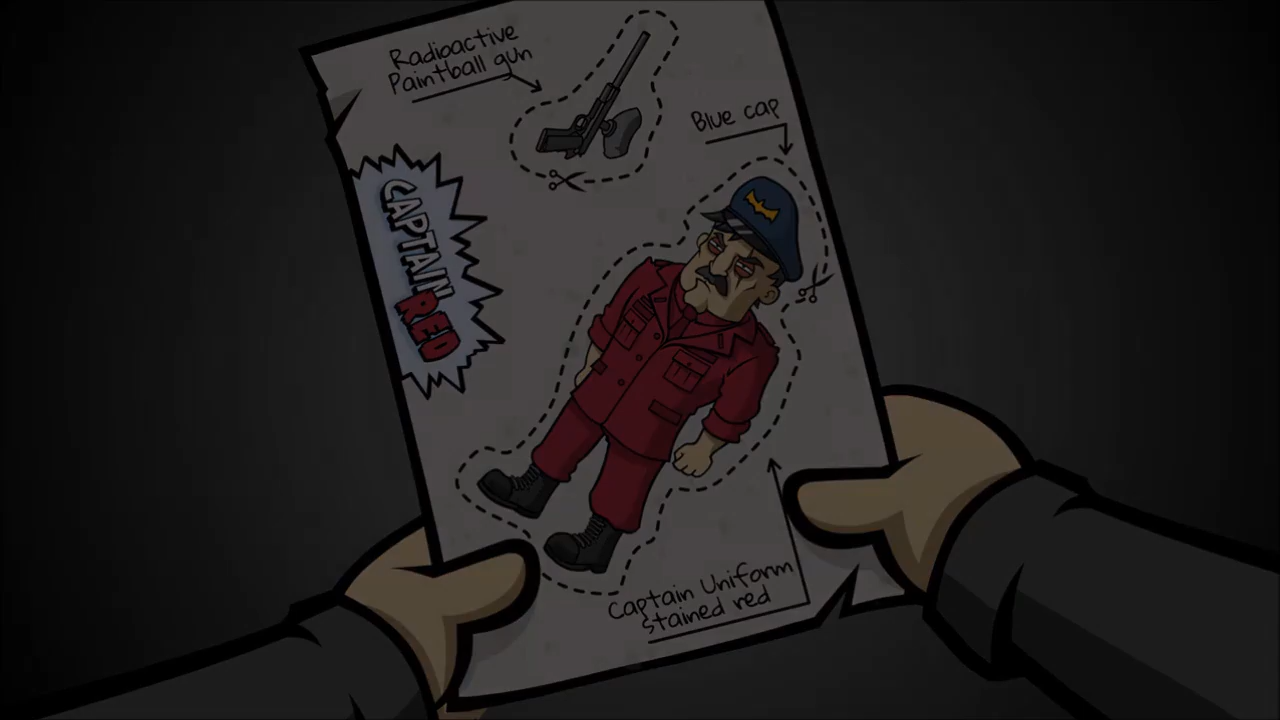 Radioactive
Paintball gun
Blue cap
CAPTAIN RED
Captain Uniform
stained red